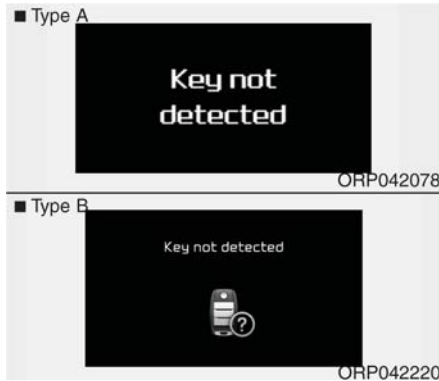 ■ Type A
Key not
detected
ORP042078
■ Type B
Key not detected
?
ORP042220